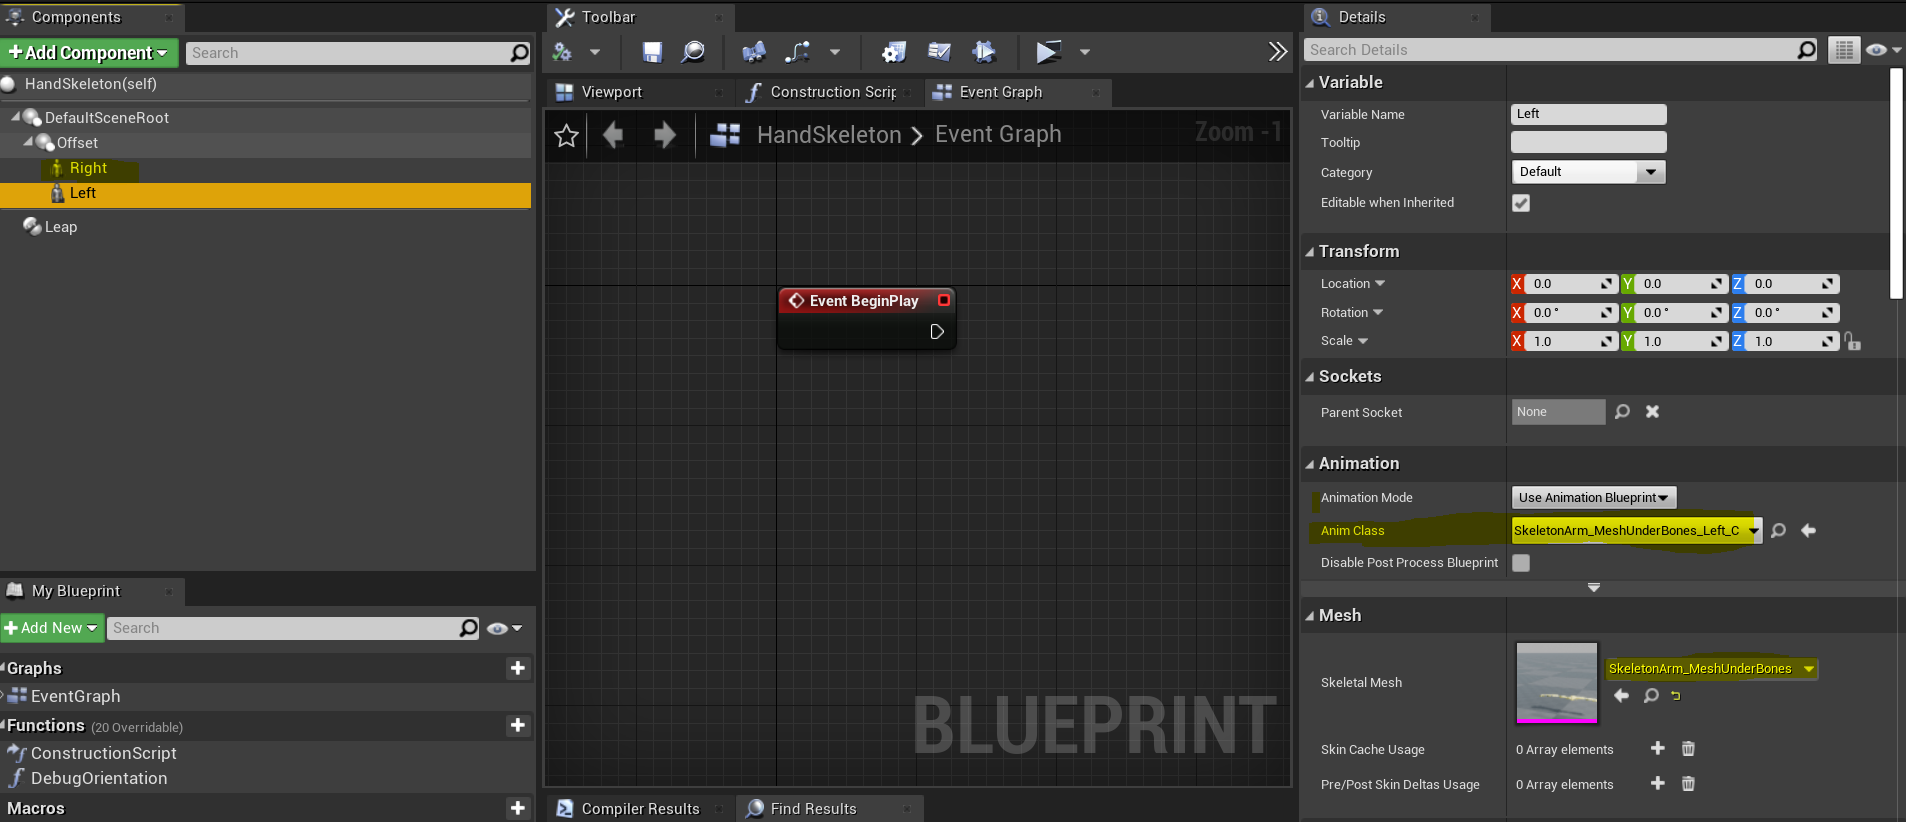 Components
Add Component
Search
HandSkeleton(self)
DefaultSceneRoot
Offset
Right
Left
Leap
My Blueprint
Add New
Search
Graphs
EventGraph
Functions (20 Overridable)
ConstructionScript
DebugOrientation
Macros
Toolbar
Viewport
Construction Scrip
Event Graph
HandSkeleton > Event Graph
Zoom -1
Event BeginPlay
BLUEPRINT
Compiler Results
Find Results
Details
Search Details
Variable
Variable Name Left
Tooltip
Category Default
Editable when Inherited
Transform
Location X 0.0 Y 0.0 Z 0.0
Rotation X 0.0 ° Y 0.0 ° Z 0.0 °
Scale X 1.0 Y 1.0 Z 1.0
Sockets
Parent Socket None
Animation
Animation Mode Use Animation Blueprint
Anim Class SkeletonArm_MeshUnderBones_Left_C
Disable Post Process Blueprint
Mesh
Skeletal Mesh SkeletonArm_MeshUnderBones
Skin Cache Usage 0 Array elements
Pre/Post Skin Deltas Usage 0 Array elements